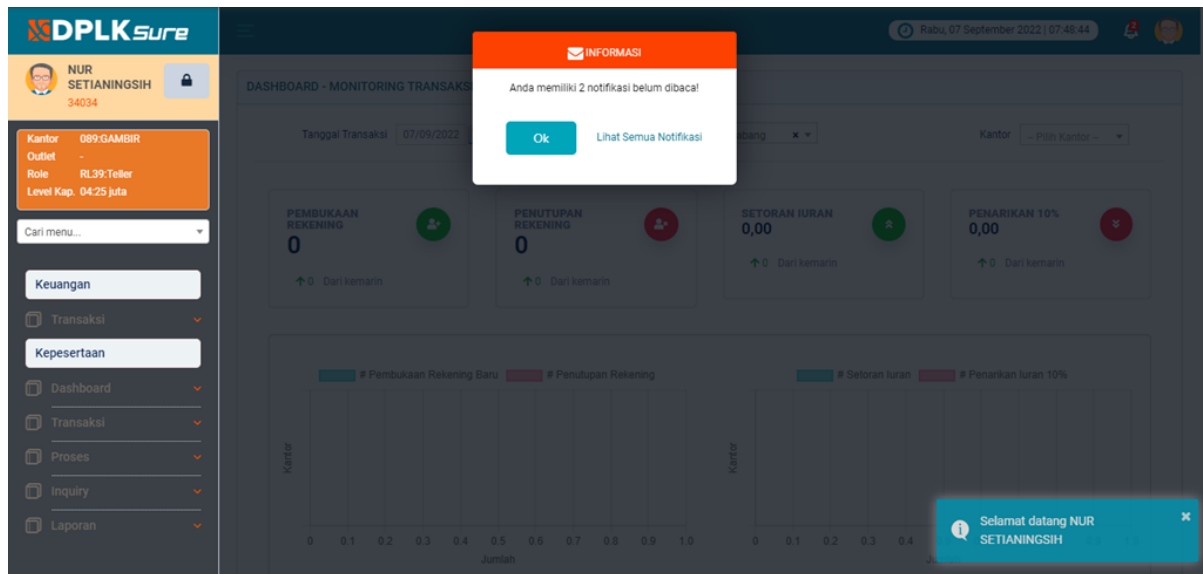 DPLK Sure
NUR
SETIANINGSIH
34034
Kantor 089:GAMBIR
Outlet -
Role RL39:Teller
Level Kap. 04:25 juta
Cari menu...
Keuangan
Transaksi
Kepesertaan
Dashboard
Transaksi
Proses
Inquiry
Laporan
Rabu, 07 September 2022 | 07:48:44
INFORMASI
Anda memiliki 2 notifikasi belum dibaca!
Ok Lihat Semua Notifikasi
DASHBOARD - MONITORING TRANSAKS
Tanggal Transaksi 07/09/2022 abang × Kantor -- Pilih Kantor --
PEMBUKAAN
REKENING
0
0 Dari kemarin
PENUTUPAN
REKENING
0
0 Dari kemarin
SETORAN IURAN
0,00
0 Dari kemarin
PENARIKAN 10%
0,00
0 Dari kemarin
# Pembukaan Rekening Baru # Penutupan Rekening
Kantor
0 0.1 0.2 0.3 0.4 0.5 0.6 0.7 0.8 0.9 1.0
Jumlah
# Setoran Iuran # Penarikan Iuran 10%
Kantor
0 0.1 0.2 0.3 0.4
Selamat datang NUR
SETIANINGSIH
×